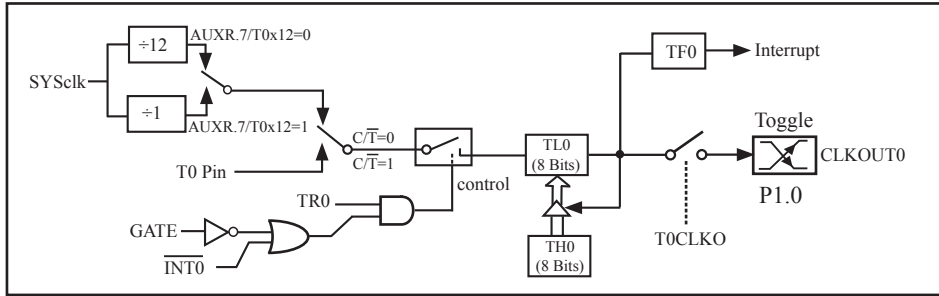 ÷12
AUXR.7/T0x12=0
SYSclk
÷1
AUXR.7/T0x12=1
C/T̅=0
C/T̅=1
T0 Pin
control
TR0
GATE
I̅N̅T̅0̅
TL0
(8 Bits)
TH0
(8 Bits)
TF0
Interrupt
Toggle
CLKOUT0
P1.0
T0CLKO